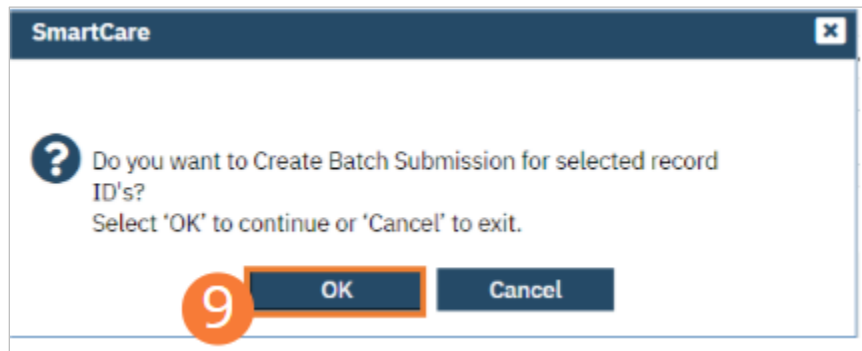 SmartCare
Do you want to Create Batch Submission for selected record
ID's?
Select ‘OK’ to continue or ‘Cancel’ to exit.
9
OK
Cancel